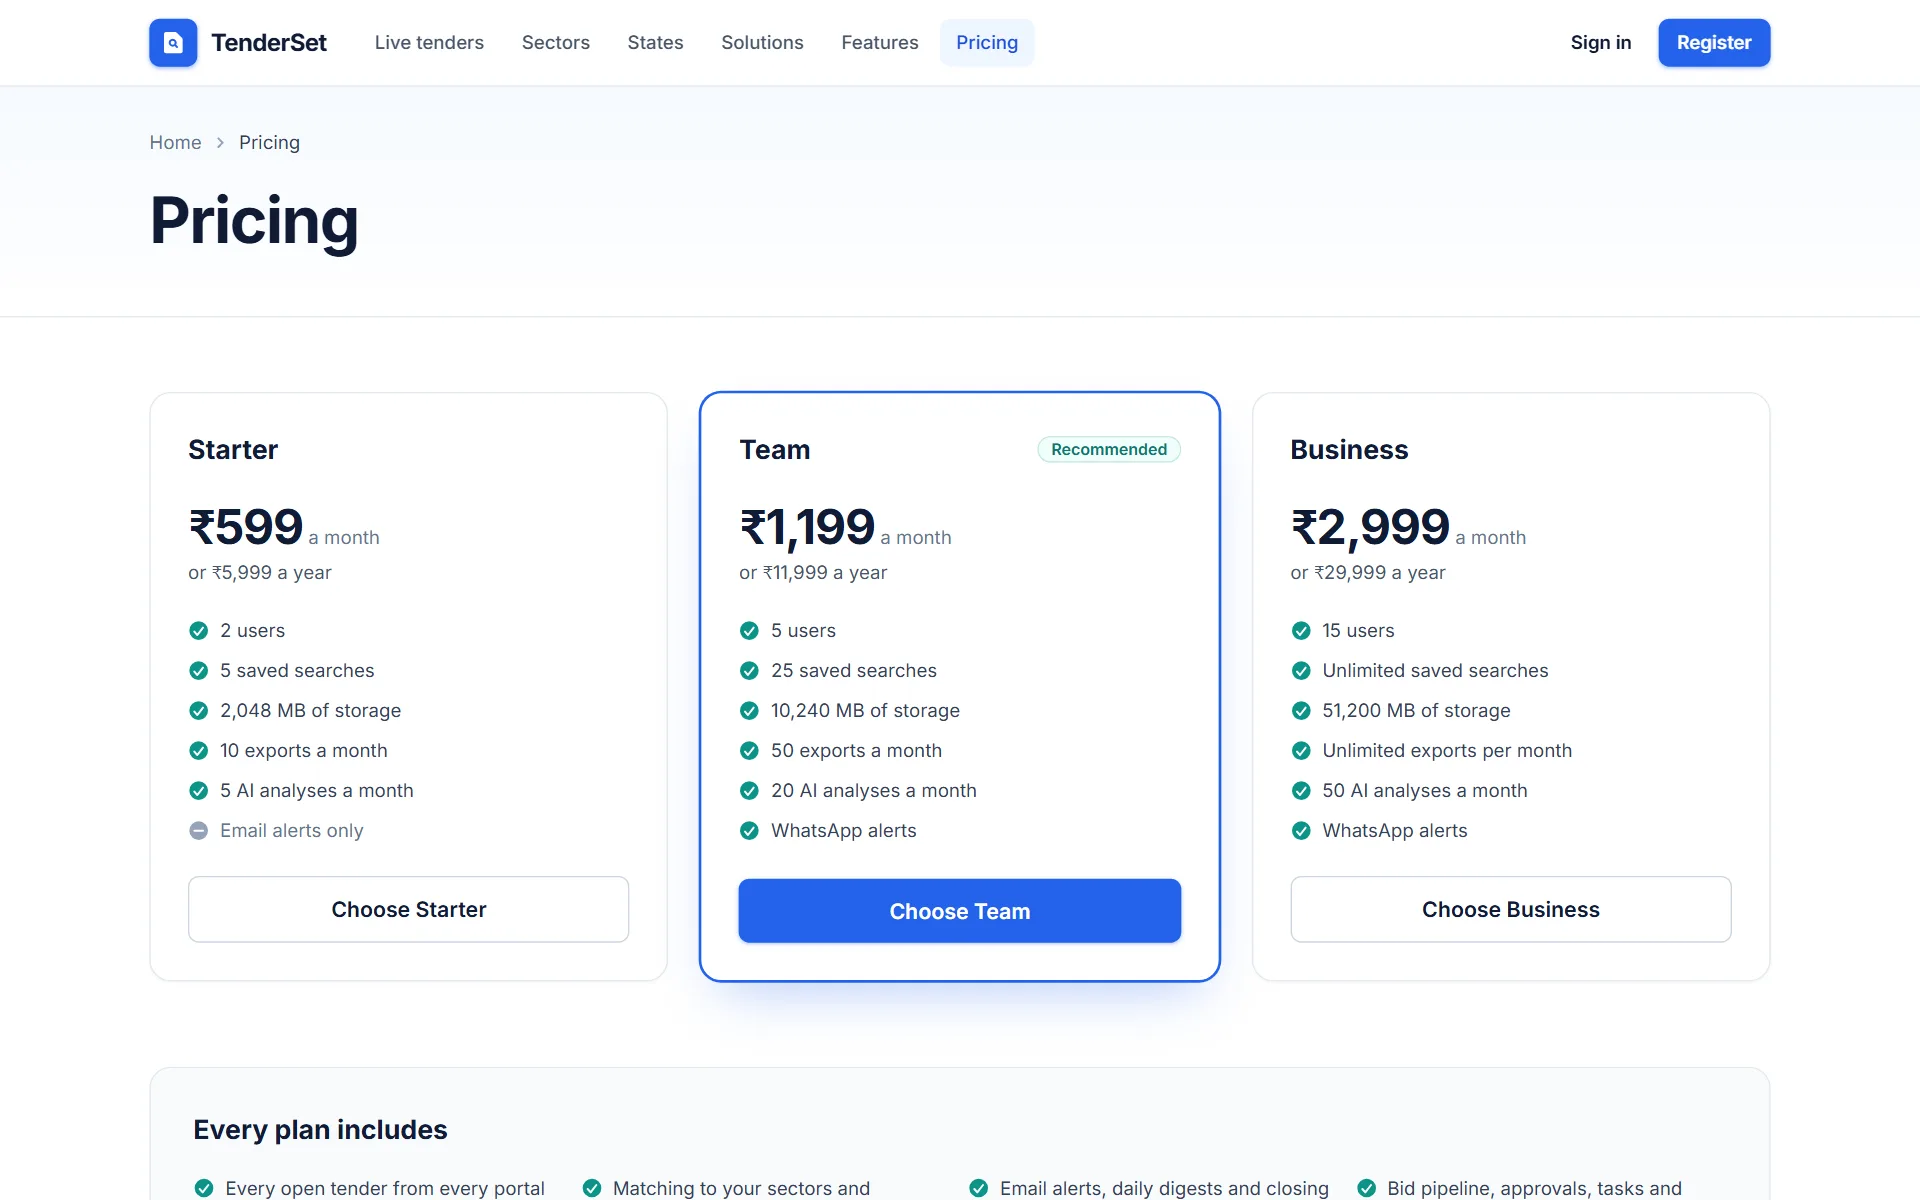 TenderSet
Live tenders
Sectors
States
Solutions
Features
Pricing
Sign in
Register
Home
Pricing
Pricing
Starter
₹599 a month
or ₹5,999 a year
2 users
5 saved searches
2,048 MB of storage
10 exports a month
5 AI analyses a month
Email alerts only
Choose Starter
Team
Recommended
₹1,199 a month
or ₹11,999 a year
5 users
25 saved searches
10,240 MB of storage
50 exports a month
20 AI analyses a month
WhatsApp alerts
Choose Team
Business
₹2,999 a month
or ₹29,999 a year
15 users
Unlimited saved searches
51,200 MB of storage
Unlimited exports per month
50 AI analyses a month
WhatsApp alerts
Choose Business
Every plan includes
Every open tender from every portal
Matching to your sectors and
Email alerts, daily digests and closing
Bid pipeline, approvals, tasks and